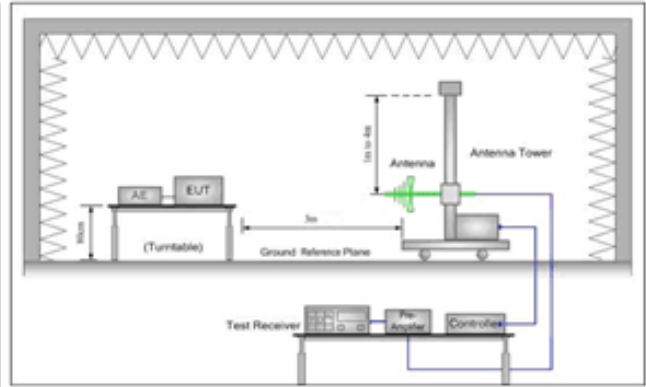 1m to 4m
Antenna
Antenna Tower
AE
EUT
3m
80cm
(Turntable)
Ground Reference Plane
Test Receiver
Pre-
Amplifier
Controller